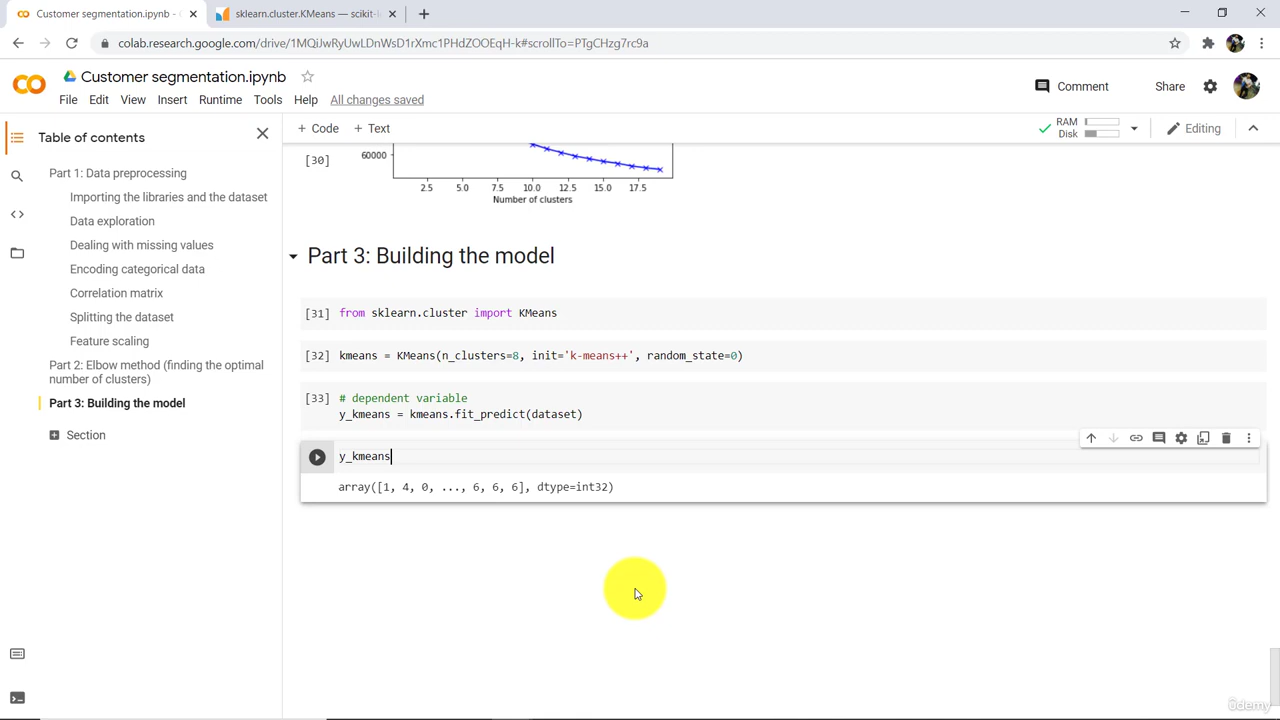 Customer segmentation.ipynb -
sklearn.cluster.KMeans — scikit-l
colab.research.google.com/drive/1MQiJwRyUwLDnWsD1rXmc1PHdZOOEqH-k#scrollTo=PTgCHzg7rc9a
Customer segmentation.ipynb
File Edit View Insert Runtime Tools Help All changes saved
Comment
Share
Table of contents
+ Code + Text
RAM
Disk
Editing
Part 1: Data preprocessing
Importing the libraries and the dataset
Data exploration
Dealing with missing values
Encoding categorical data
Correlation matrix
Splitting the dataset
Feature scaling
Part 2: Elbow method (finding the optimal
number of clusters)
Part 3: Building the model
Section
[30]
60000
2.5 5.0 7.5 10.0 12.5 15.0 17.5
Number of clusters
Part 3: Building the model
[31] from sklearn.cluster import KMeans
[32] kmeans = KMeans(n_clusters=8, init='k-means++', random_state=0)
[33] # dependent variable
y_kmeans = kmeans.fit_predict(dataset)
y_kmeans
array([1, 4, 0, ..., 6, 6, 6], dtype=int32)
ûdemy